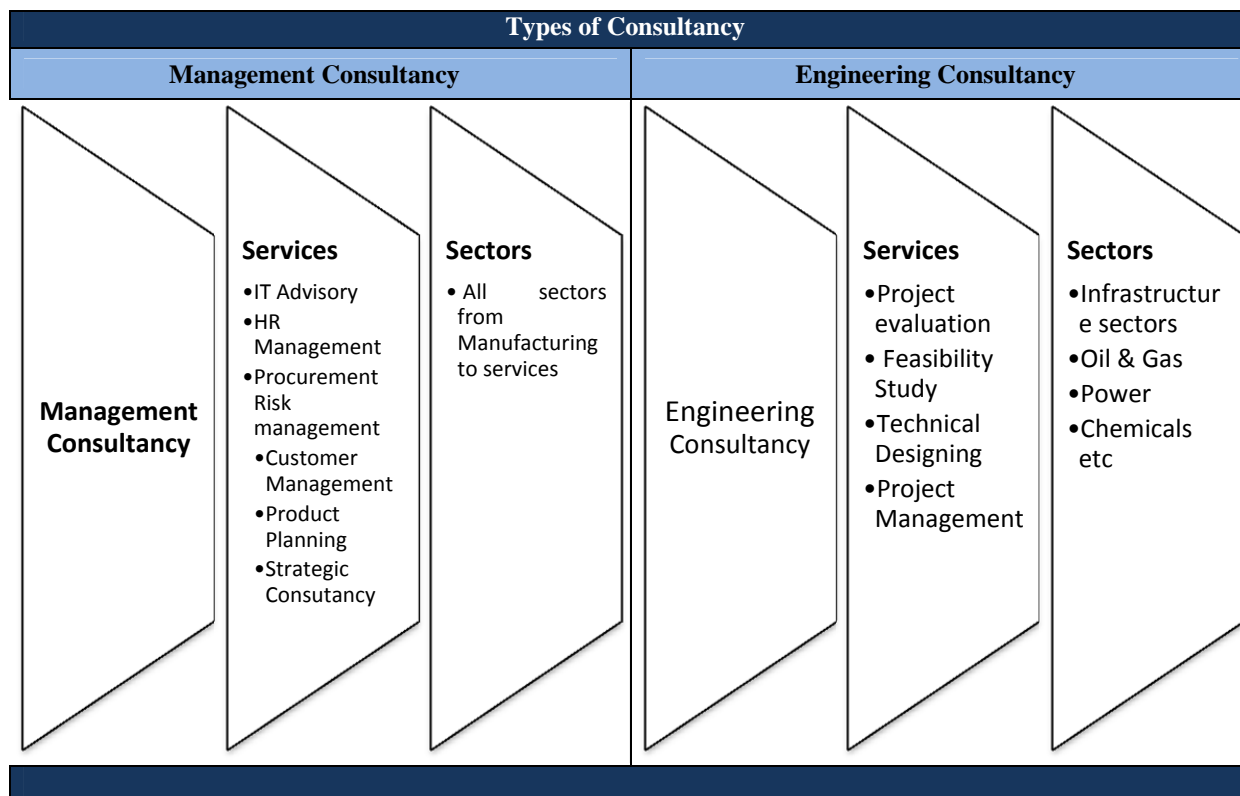 Types of Consultancy
Management Consultancy
Engineering Consultancy
Management
Consultancy
Services
•IT Advisory
•HR
Management
•Procurement
Risk
management
•Customer
Management
•Product
Planning
•Strategic
Consutancy
Sectors
• All sectors
from
Manufacturing
to services
Engineering
Consultancy
Services
•Project
evaluation
• Feasibility
Study
•Technical
Designing
•Project
Management
Sectors
•Infrastructur
e sectors
•Oil & Gas
•Power
•Chemicals
etc